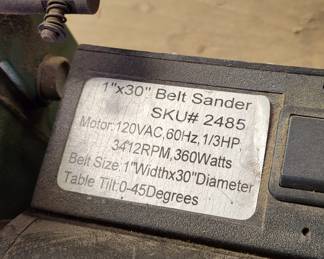 1"x30" Belt Sander
SKU# 2485
Motor:120VAC,60Hz,1/3HP
3412RPM,360Watts
Belt Size:1"Widthx30"Diameter
Table Tilt:0-45Degrees